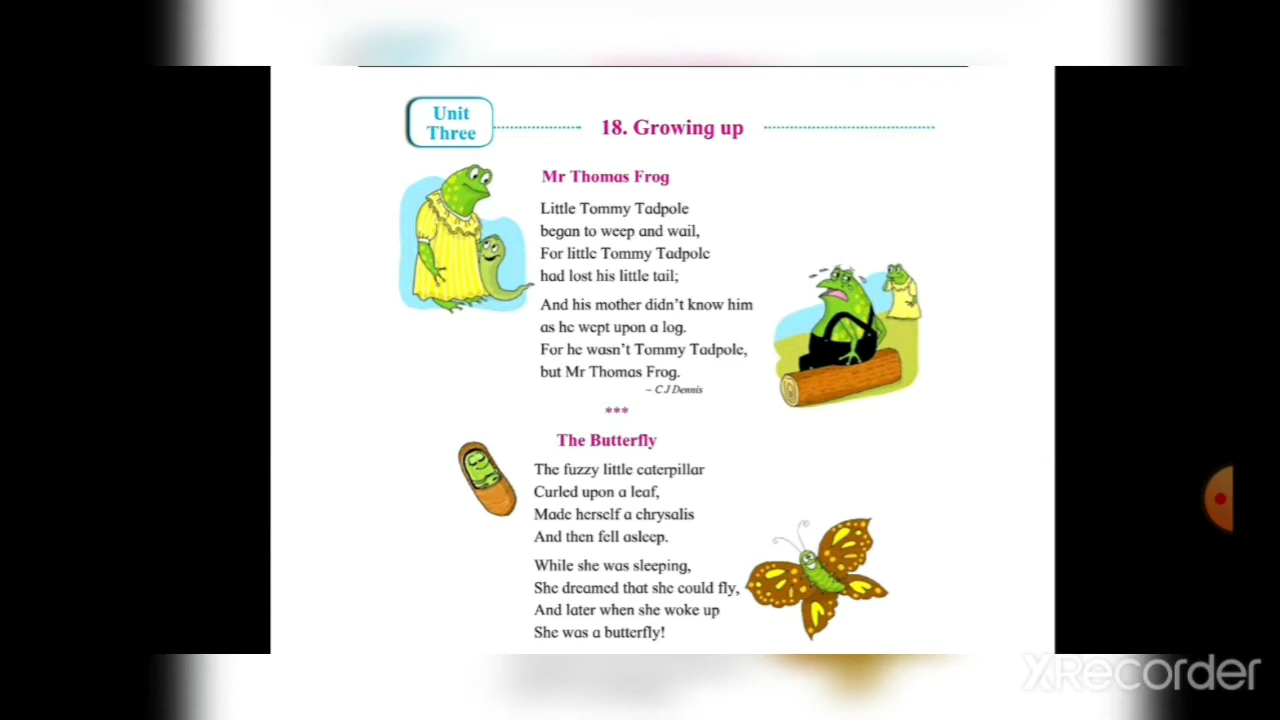 Unit
Three
18. Growing up
Mr Thomas Frog
Little Tommy Tadpole
began to weep and wail,
For little Tommy Tadpole
had lost his little tail;
And his mother didn't know him
as he wept upon a log.
For he wasn't Tommy Tadpole,
but Mr Thomas Frog.
– C J Dennis
***
The Butterfly
The fuzzy little caterpillar
Curled upon a leaf,
Made herself a chrysalis
And then fell asleep.
While she was sleeping,
She dreamed that she could fly,
And later when she woke up
She was a butterfly!
XRecorder